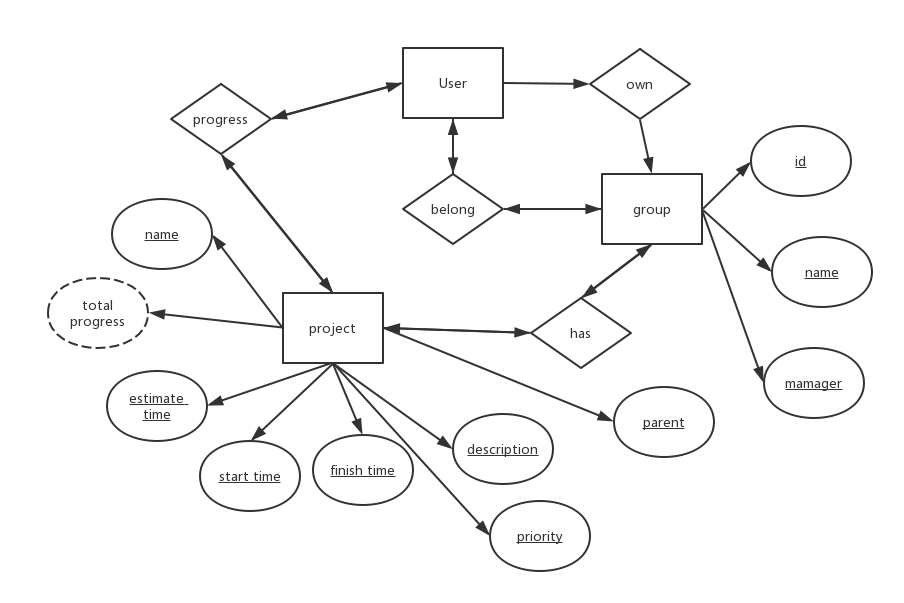 User
own
progress
id
belong
group
name
name
total
progress
project
has
estimate
time
mamager
parent
description
start time
finish time
priority